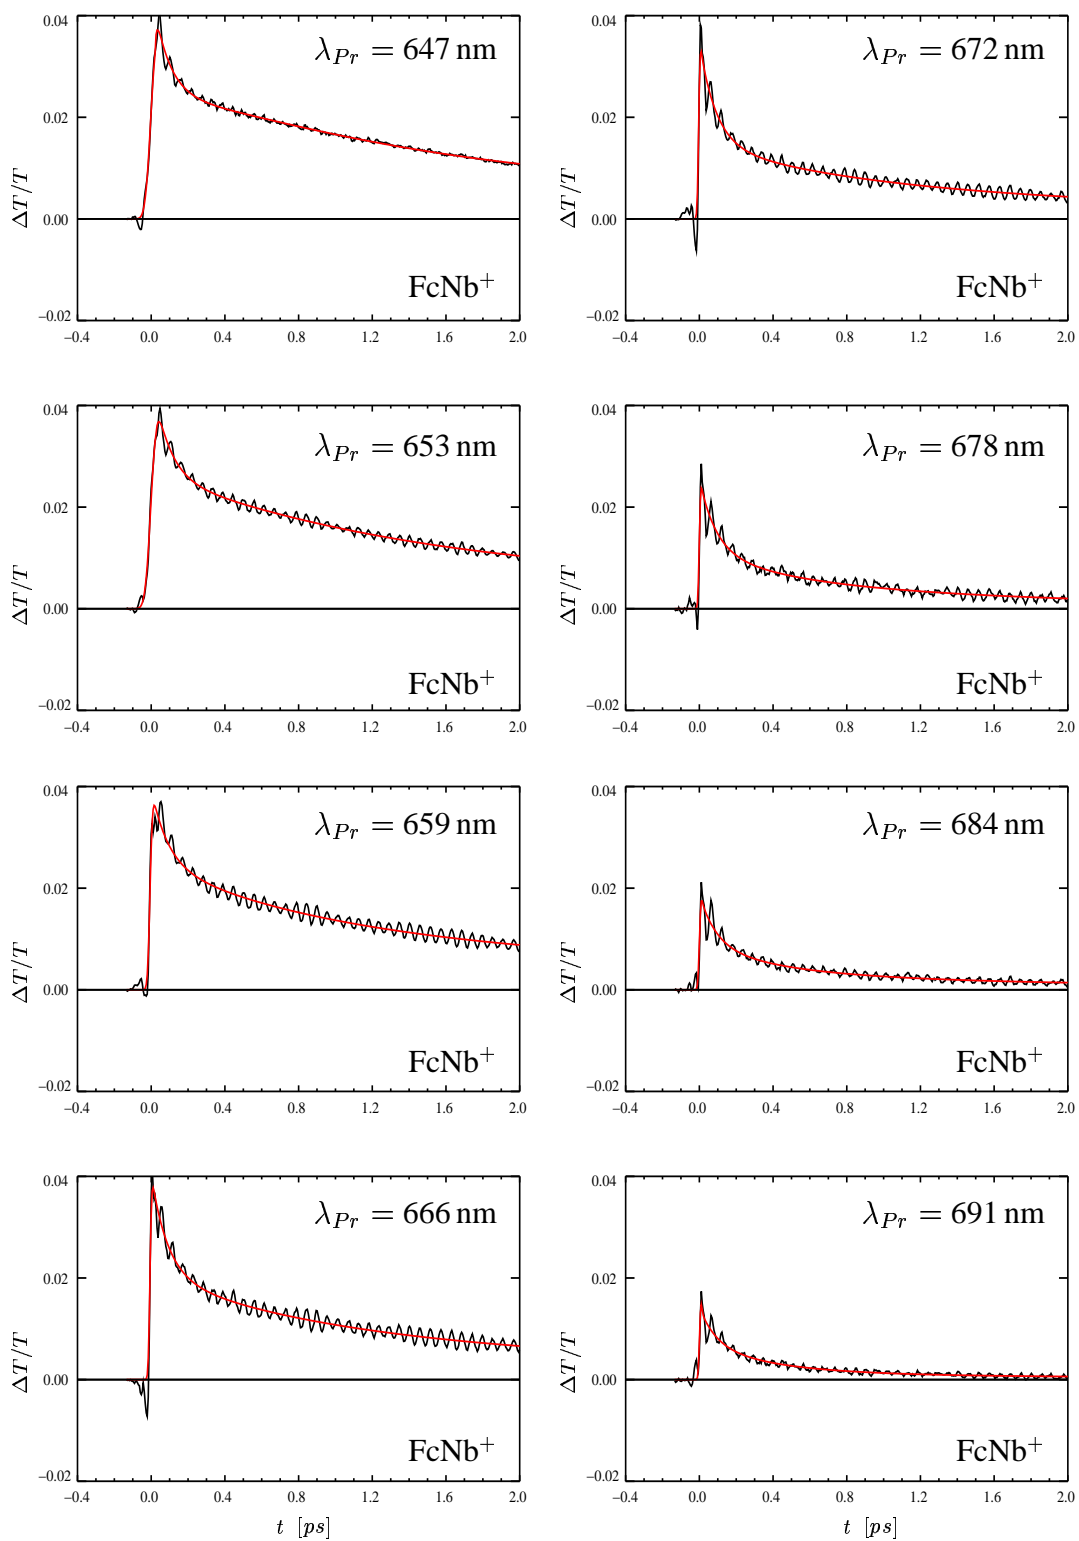 λPr = 647 nm
0.04
0.02
0.00
−0.02
ΔT/T
FcNb+
−0.4 0.0 0.4 0.8 1.2 1.6 2.0
λPr = 672 nm
0.04
0.02
0.00
−0.02
ΔT/T
FcNb+
−0.4 0.0 0.4 0.8 1.2 1.6 2.0
λPr = 653 nm
0.04
0.02
0.00
−0.02
ΔT/T
FcNb+
−0.4 0.0 0.4 0.8 1.2 1.6 2.0
λPr = 678 nm
0.04
0.02
0.00
−0.02
ΔT/T
FcNb+
−0.4 0.0 0.4 0.8 1.2 1.6 2.0
λPr = 659 nm
0.04
0.02
0.00
−0.02
ΔT/T
FcNb+
−0.4 0.0 0.4 0.8 1.2 1.6 2.0
λPr = 684 nm
0.04
0.02
0.00
−0.02
ΔT/T
FcNb+
−0.4 0.0 0.4 0.8 1.2 1.6 2.0
λPr = 666 nm
0.04
0.02
0.00
−0.02
ΔT/T
FcNb+
−0.4 0.0 0.4 0.8 1.2 1.6 2.0
t [ps]
λPr = 691 nm
0.04
0.02
0.00
−0.02
ΔT/T
FcNb+
−0.4 0.0 0.4 0.8 1.2 1.6 2.0
t [ps]